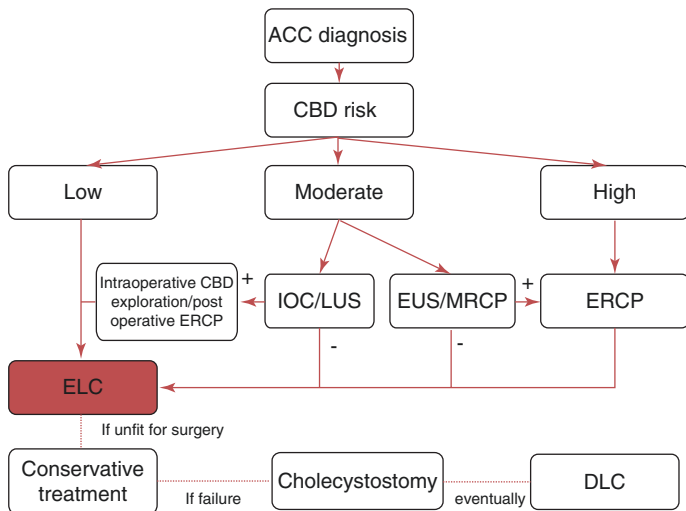 ACC diagnosis
CBD risk
Low
Moderate
High
Intraoperative CBD
exploration/post
operative ERCP
+
IOC/LUS
EUS/MRCP
+
ERCP
-
-
ELC
If unfit for surgery
Conservative
treatment
If failure
Cholecystostomy
eventually
DLC